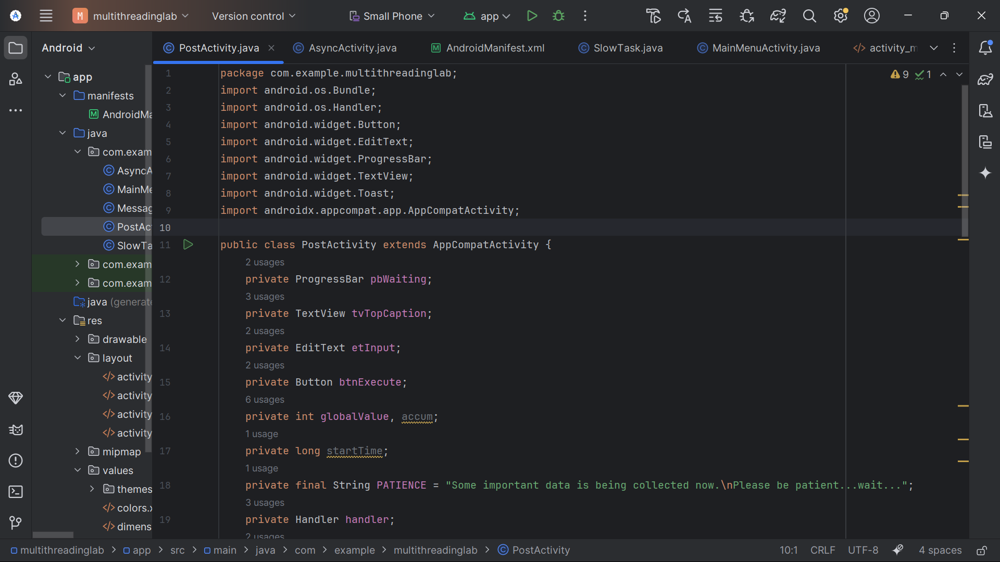 M multithreadinglab Version control Small Phone app
Android
PostActivity.java AsyncActivity.java AndroidManifest.xml SlowTask.java MainMenuActivity.java activity_m
app
manifests
AndroidMa
java
com.exam
AsyncA
MainMe
Messag
PostAc
SlowTa
com.exam
com.exam
java (generate
res
drawable
layout
activity
activity
activity
activity
mipmap
values
themes
colors.x
dimens
9 1
1 package com.example.multithreadinglab;
2 import android.os.Bundle;
3 import android.os.Handler;
4 import android.widget.Button;
5 import android.widget.EditText;
6 import android.widget.ProgressBar;
7 import android.widget.TextView;
8 import android.widget.Toast;
9 import androidx.appcompat.app.AppCompatActivity;
10
11 public class PostActivity extends AppCompatActivity {
2 usages
12 private ProgressBar pbWaiting;
3 usages
13 private TextView tvTopCaption;
2 usages
14 private EditText etInput;
2 usages
15 private Button btnExecute;
6 usages
16 private int globalValue, accum;
1 usage
17 private long startTime;
1 usage
18 private final String PATIENCE = "Some important data is being collected now.\nPlease be patient...wait...";
3 usages
19 private Handler handler;
2 usages
multithreadinglab > app > src > main > java > com > example > multithreadinglab > PostActivity
10:1 CRLF UTF-8 4 spaces